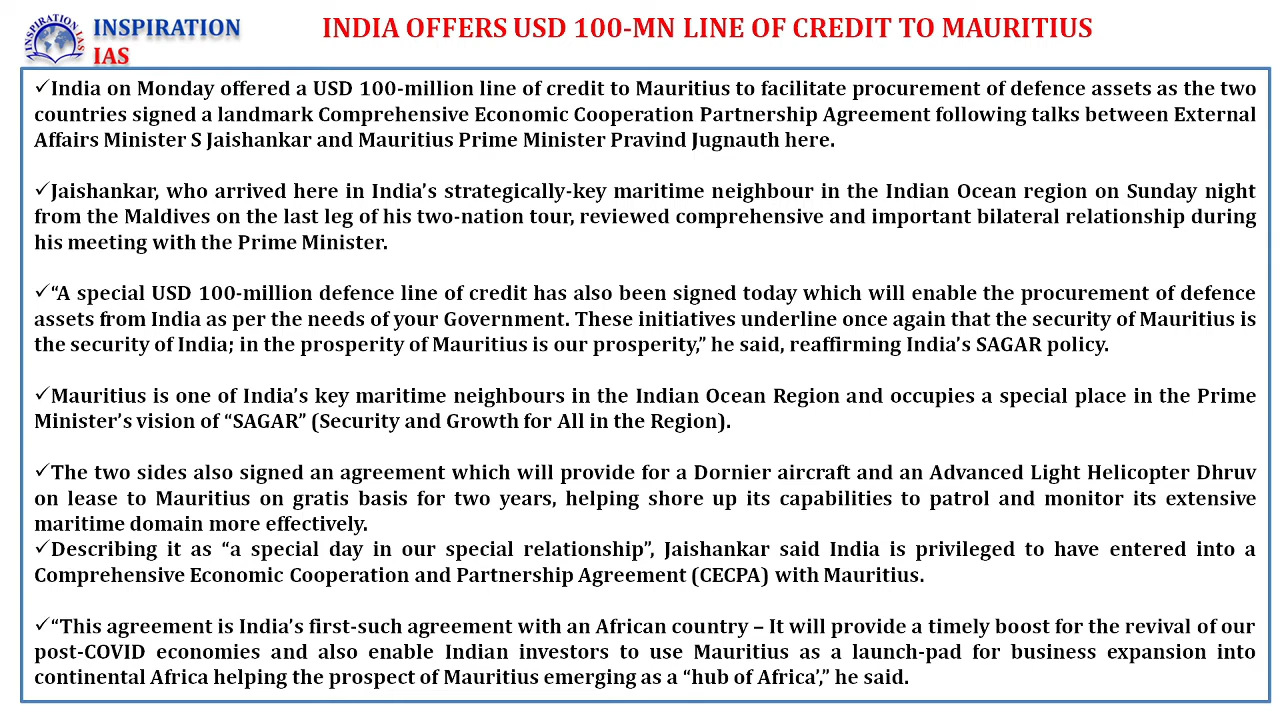 INSPIRATION IAS
INSPIRATION
IAS
INDIA OFFERS USD 100-MN LINE OF CREDIT TO MAURITIUS
✓India on Monday offered a USD 100-million line of credit to Mauritius to facilitate procurement of defence assets as the two
countries signed a landmark Comprehensive Economic Cooperation Partnership Agreement following talks between External
Affairs Minister S Jaishankar and Mauritius Prime Minister Pravind Jugnauth here.
✓Jaishankar, who arrived here in India’s strategically-key maritime neighbour in the Indian Ocean region on Sunday night
from the Maldives on the last leg of his two-nation tour, reviewed comprehensive and important bilateral relationship during
his meeting with the Prime Minister.
✓“A special USD 100-million defence line of credit has also been signed today which will enable the procurement of defence
assets from India as per the needs of your Government. These initiatives underline once again that the security of Mauritius is
the security of India; in the prosperity of Mauritius is our prosperity,” he said, reaffirming India’s SAGAR policy.
✓Mauritius is one of India’s key maritime neighbours in the Indian Ocean Region and occupies a special place in the Prime
Minister’s vision of “SAGAR” (Security and Growth for All in the Region).
✓The two sides also signed an agreement which will provide for a Dornier aircraft and an Advanced Light Helicopter Dhruv
on lease to Mauritius on gratis basis for two years, helping shore up its capabilities to patrol and monitor its extensive
maritime domain more effectively.
✓Describing it as “a special day in our special relationship”, Jaishankar said India is privileged to have entered into a
Comprehensive Economic Cooperation and Partnership Agreement (CECPA) with Mauritius.
✓“This agreement is India’s first-such agreement with an African country – It will provide a timely boost for the revival of our
post-COVID economies and also enable Indian investors to use Mauritius as a launch-pad for business expansion into
continental Africa helping the prospect of Mauritius emerging as a “hub of Africa’,” he said.